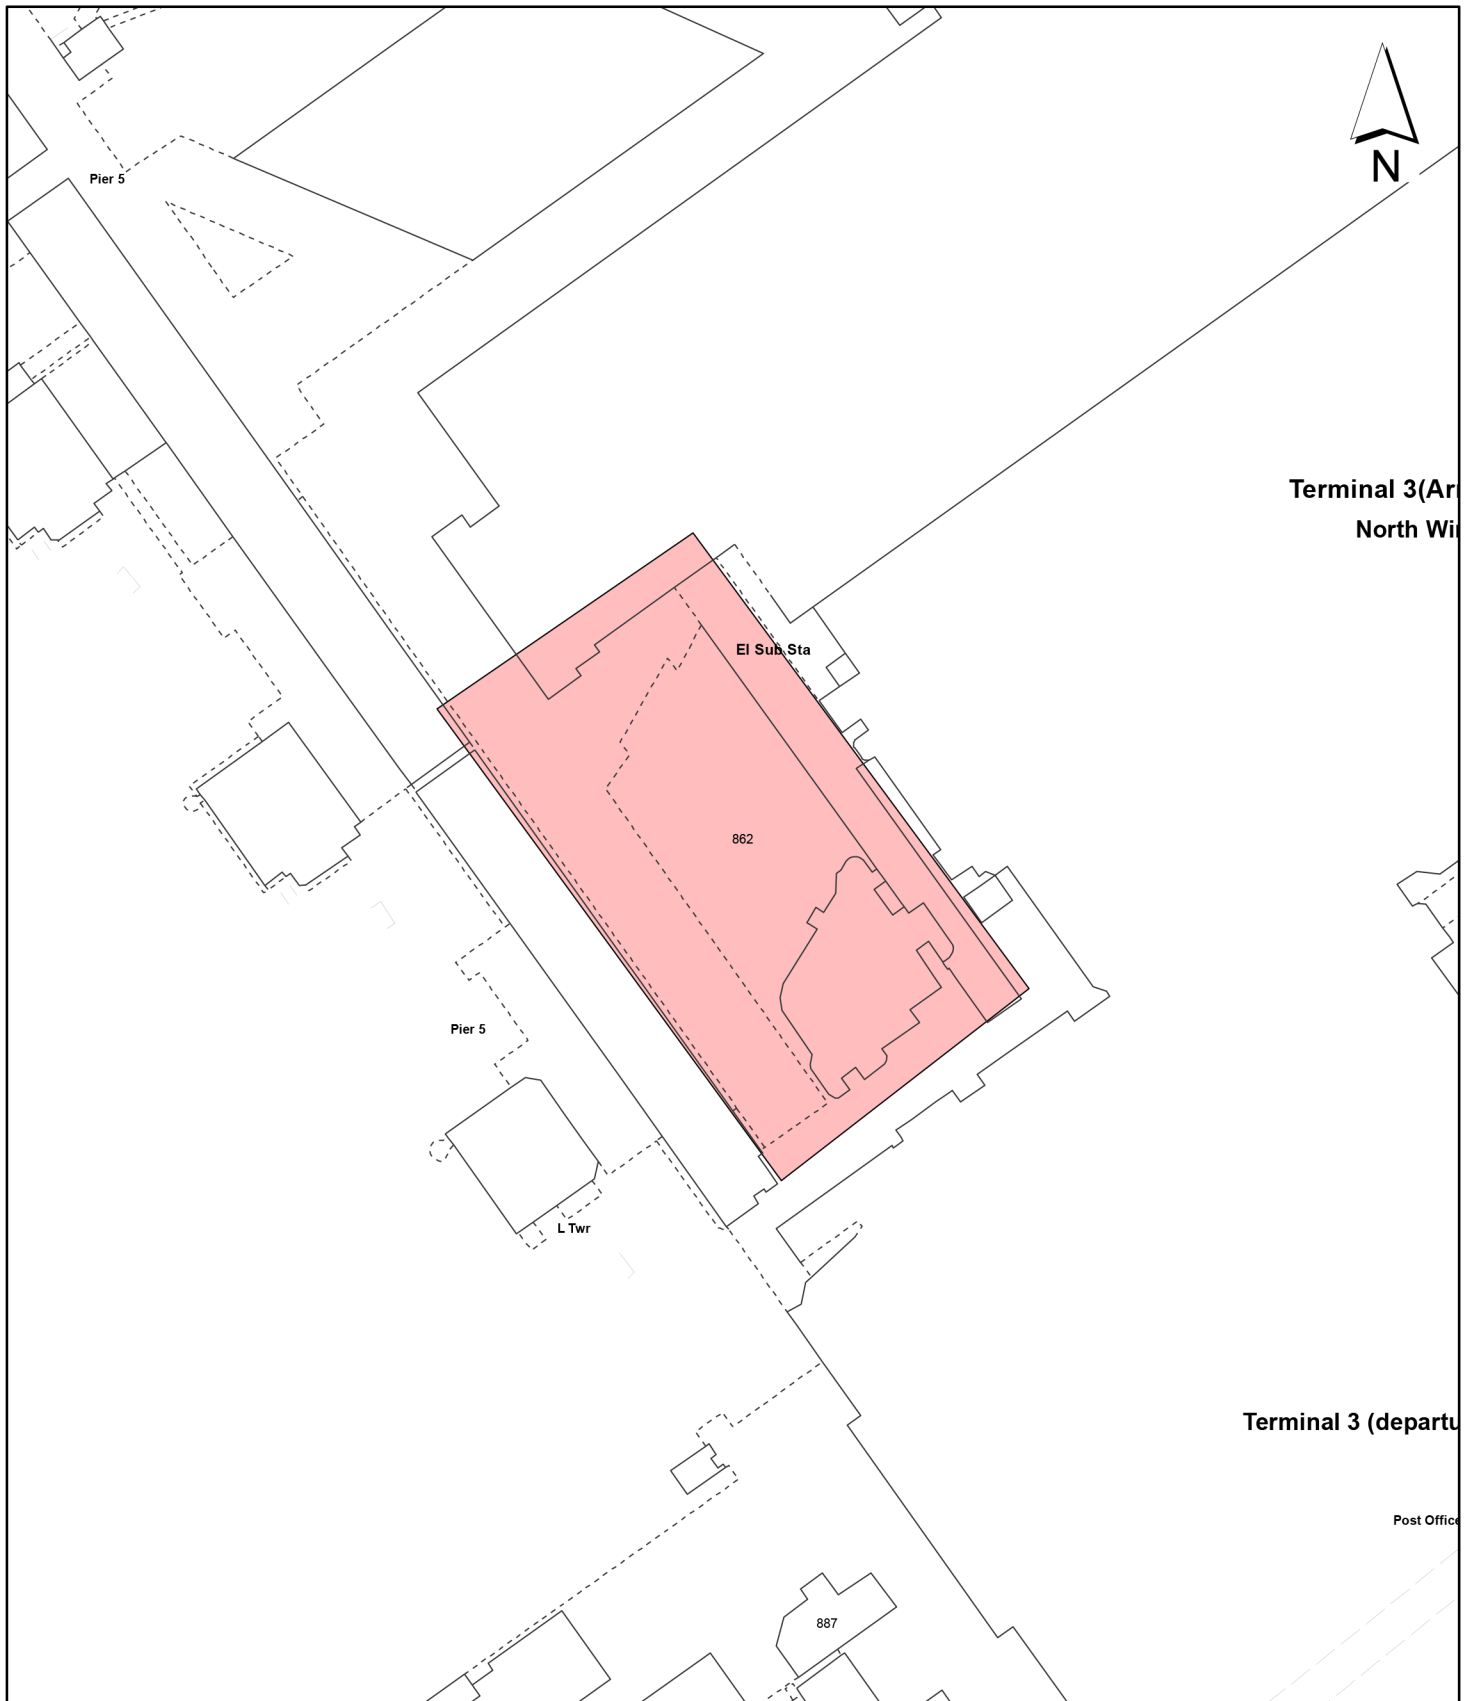 N
Pier 5
Terminal 3(Ar
North Wi
El Sub Sta
862
Pier 5
L Twr
Terminal 3 (departu
Post Office
887